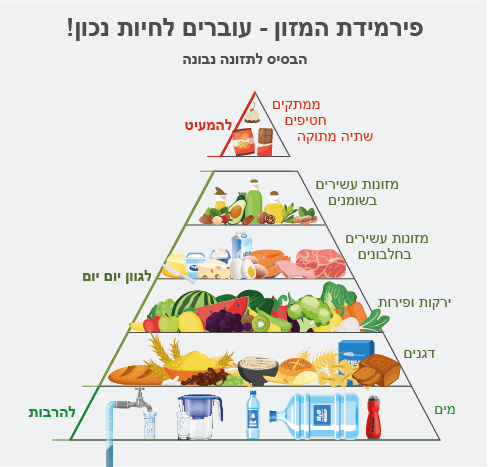 פירמידת המזון - עוברים לחיות נכון!
הבסיס לתזונה נבונה
ממתקים
חטיפים
שתיה מתוקה
להמעיט
מזונות עשירים
בשומנים
מזונות עשירים
בחלבונים
לגוון יום יום
ירקות ופירות
דגנים
מים
להרבות